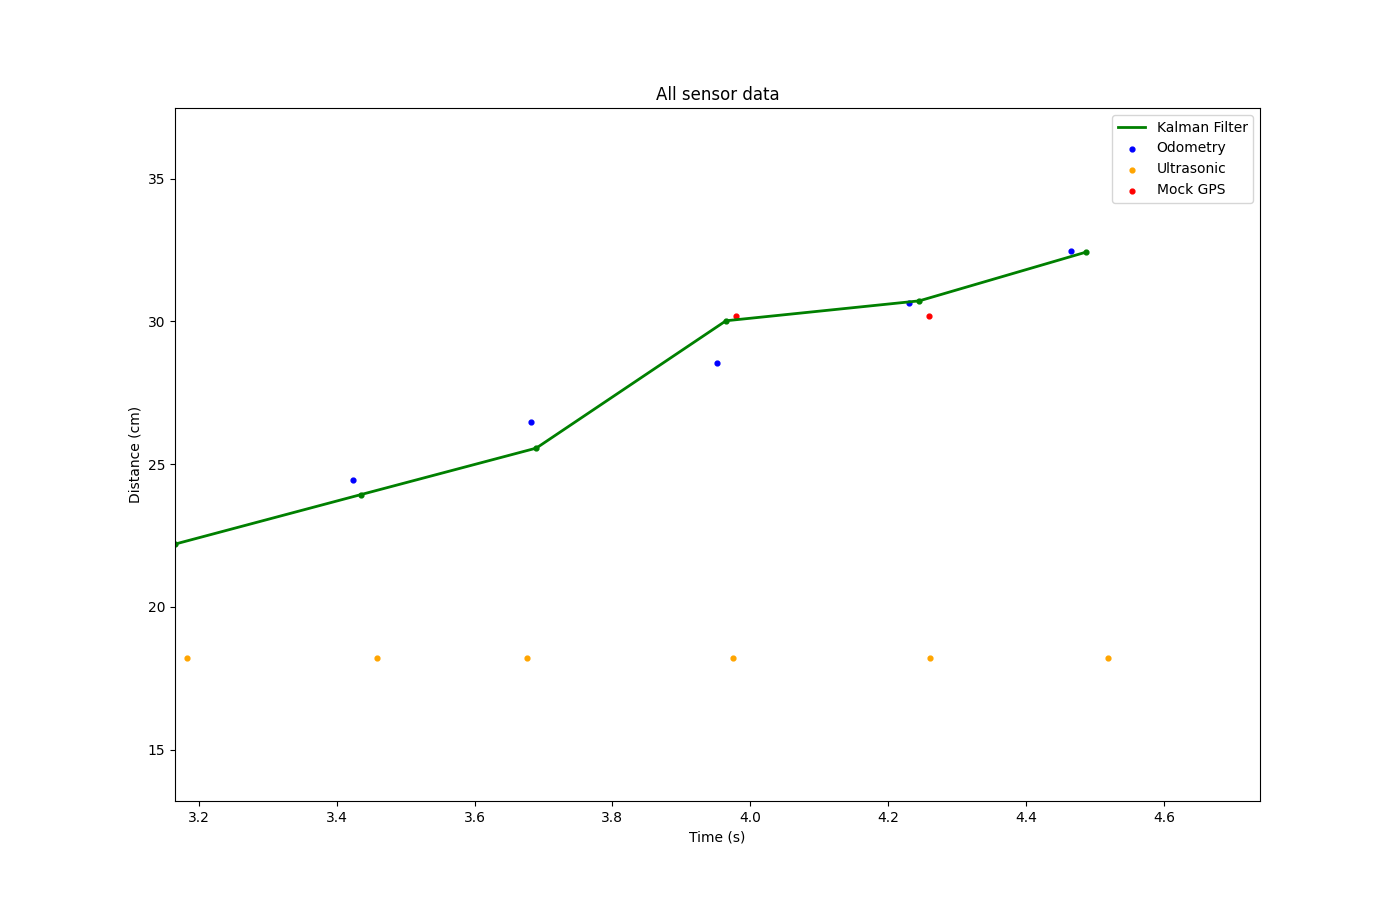 All sensor data
Kalman Filter
Odometry
Ultrasonic
Mock GPS
35
30
25
20
15
Distance (cm)
3.2 3.4 3.6 3.8 4.0 4.2 4.4 4.6
Time (s)